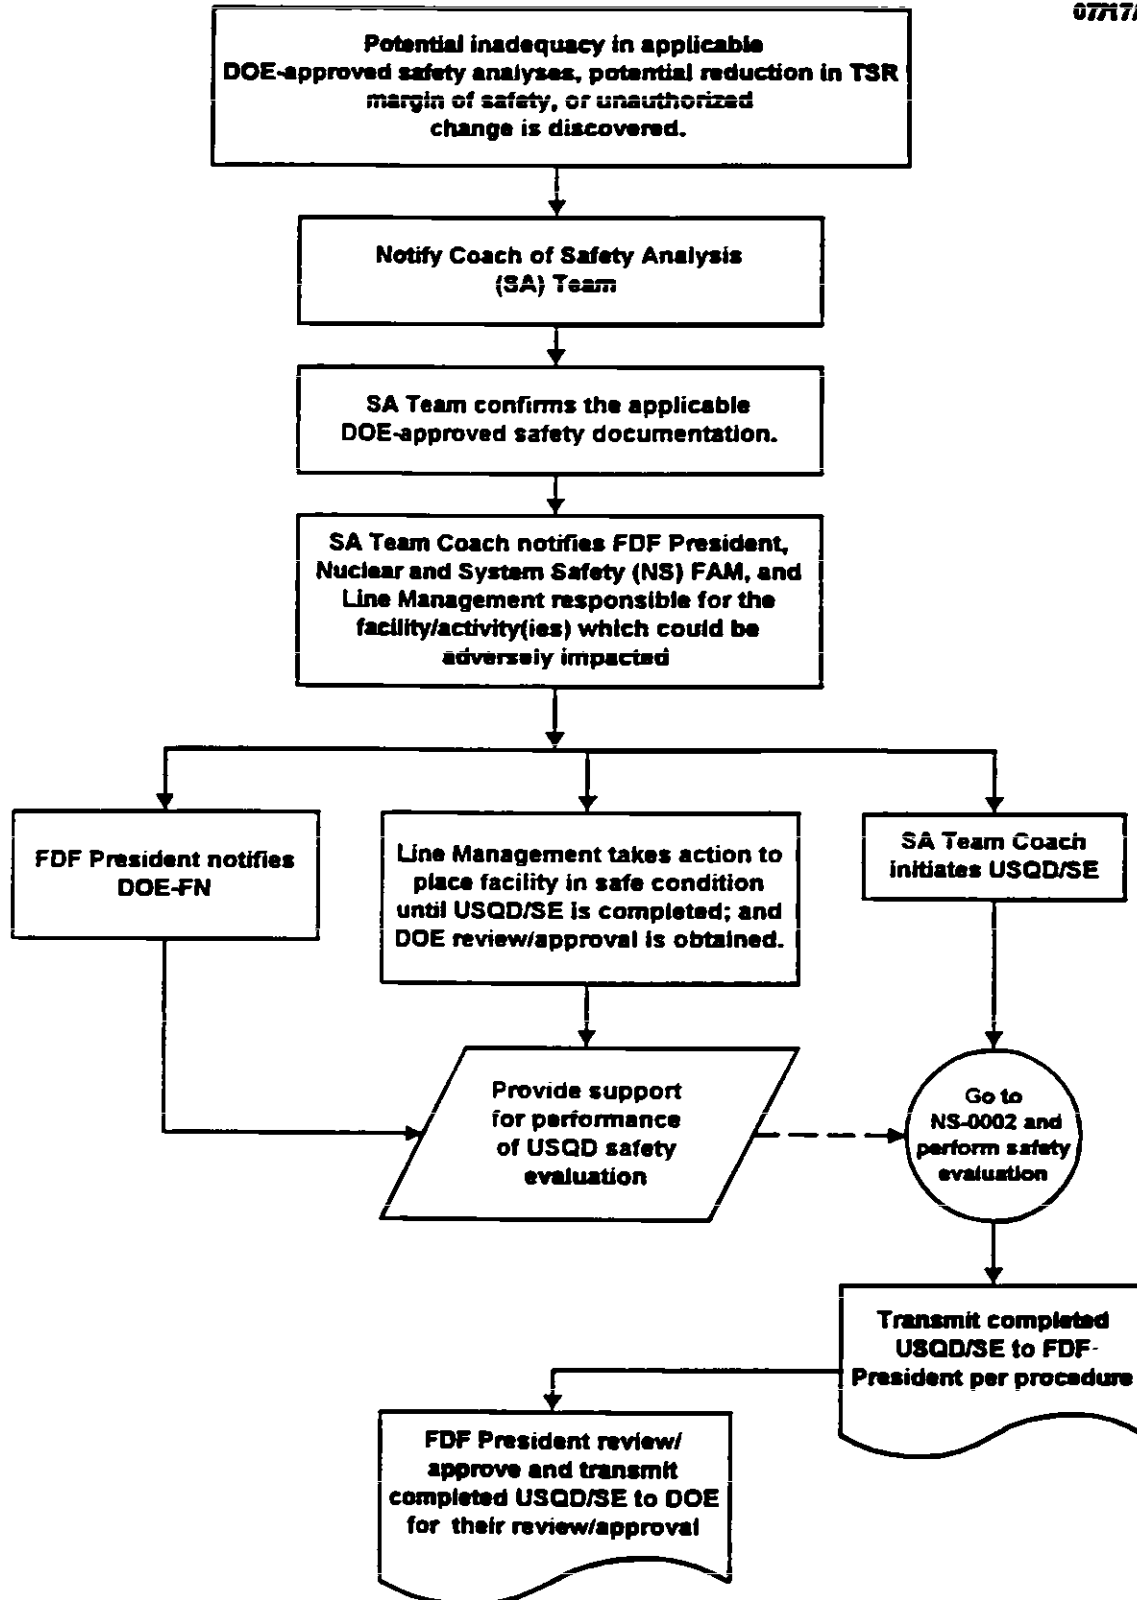 Potential inadequacy in applicable
DOE-approved safety analyses, potential reduction in TSR
margin of safety, or unauthorized
change is discovered.
Notify Coach of Safety Analysis
(SA) Team
SA Team confirms the applicable
DOE-approved safety documentation.
SA Team Coach notifies FDF President,
Nuclear and System Safety (NS) FAM, and
Line Management responsible for the
facility/activity(ies) which could be
adversely impacted
FDF President notifies
DOE-FN
Line Management takes action to
place facility in safe condition
until USQD/SE is completed; and
DOE review/approval is obtained.
SA Team Coach
initiates USQD/SE
Provide support
for performance
of USQD safety
evaluation
Go to
NS-0002 and
perform safety
evaluation
Transmit completed
USQD/SE to FDF-
President per procedure
FDF President review/
approve and transmit
completed USQD/SE to DOE
for their review/approval